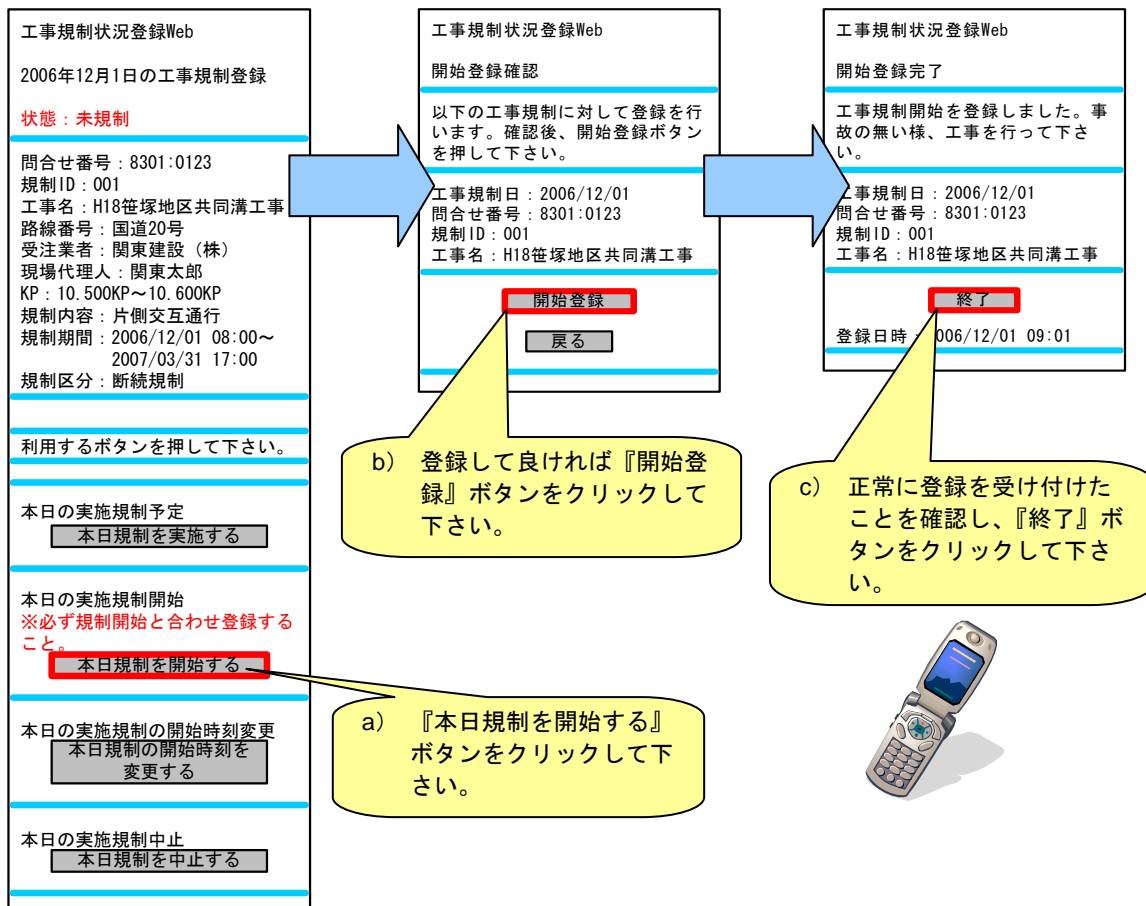 工事規制状況登録Web
2006年12月1日の工事規制登録
状態：未規制
問合せ番号：8301:0123
規制ID：001
工事名：H18笹塚地区共同溝工事
路線番号：国道20号
受注業者：関東建設（株）
現場代理人：関東太郎
KP：10.500KP～10.600KP
規制内容：片側交互通行
規制期間：2006/12/01 08:00～
2007/03/31 17:00
規制区分：断続規制
利用するボタンを押して下さい。
本日の実施規制予定
本日規制を実施する
本日の実施規制開始
※必ず規制開始と合わせ登録する
こと。
本日規制を開始する
本日の実施規制の開始時刻変更
本日規制の開始時刻を
変更する
本日の実施規制中止
本日規制を中止する
a) 『本日規制を開始する』
ボタンをクリックして下
さい。
工事規制状況登録Web
開始登録確認
以下の工事規制に対して登録を行
います。確認後、開始登録ボタン
を押して下さい。
工事規制日：2006/12/01
問合せ番号：8301:0123
規制ID：001
工事名：H18笹塚地区共同溝工事
開始登録
戻る
b) 登録して良ければ『開始登
録』ボタンをクリックして
下さい。
工事規制状況登録Web
開始登録完了
工事規制開始を登録しました。事
故の無い様、工事を行って下さ
い。
工事規制日：2006/12/01
問合せ番号：8301:0123
規制ID：001
工事名：H18笹塚地区共同溝工事
終了
登録日時：2006/12/01 09:01
c) 正常に登録を受け付けた
ことを確認し、『終了』ボ
タンをクリックして下さ
い。